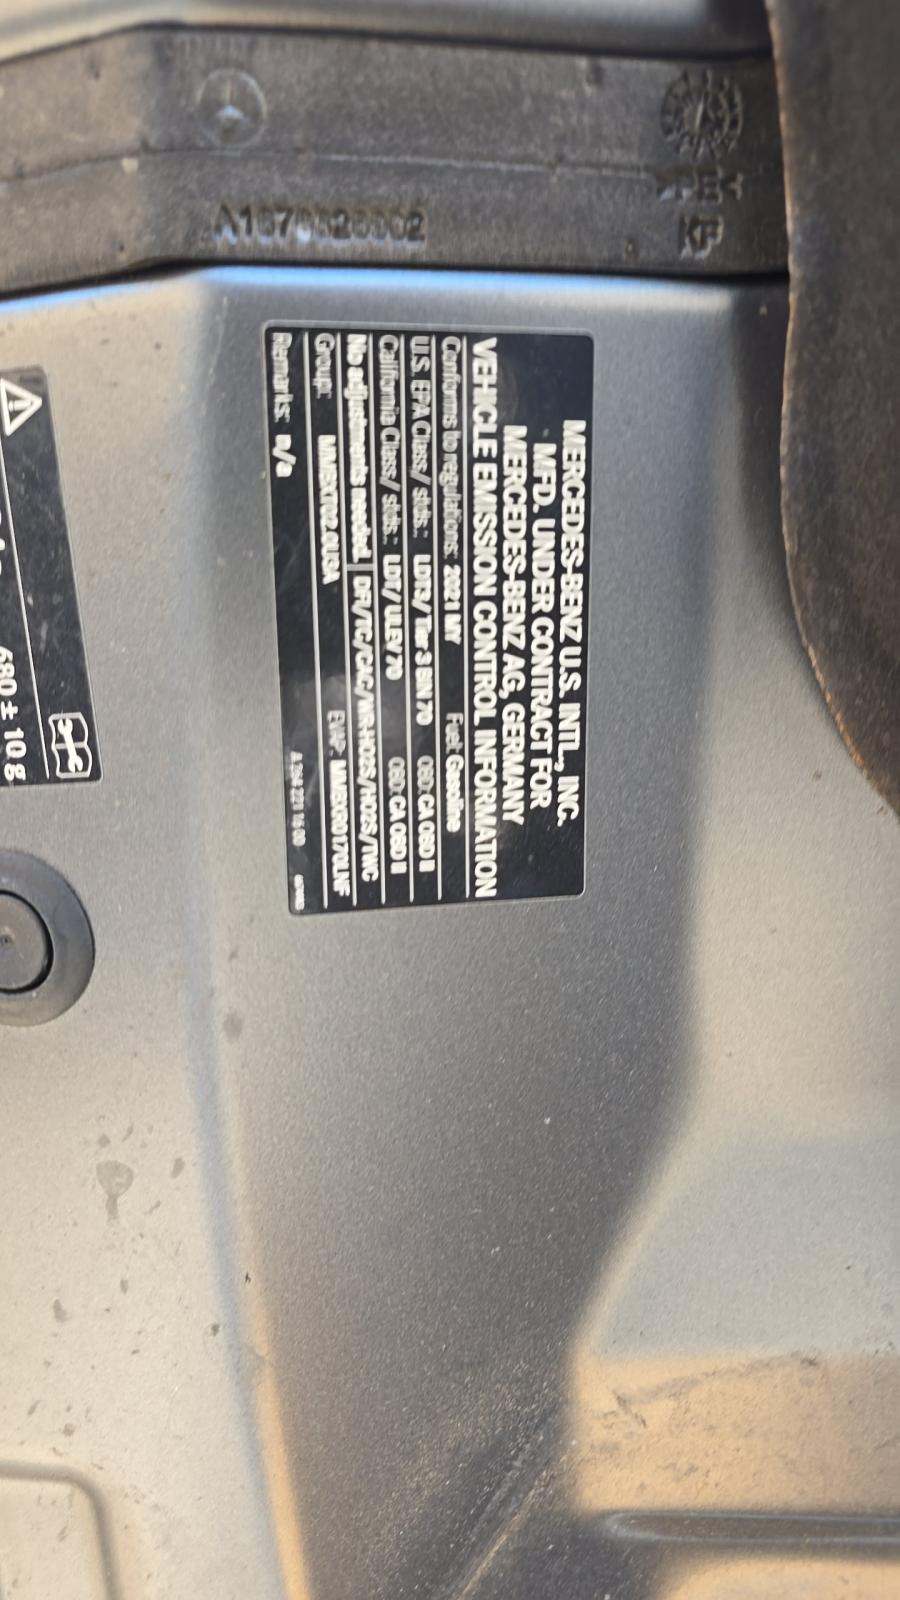 KF
MERCEDES-BENZ U.S. INTL., INC.
MFD. UNDER CONTRACT FOR
MERCEDES-BENZ AG, GERMANY
VEHICLE EMISSION CONTROL INFORMATION
Conforms to regulations: 2021 MY Fuel: Gasoline
U.S. EPA Class/ stds.: LDT3/ Tier 3 BIN 70 OBD: CA OBD II
California Class/ stds.: LDT/ ULEV 70 OBD: CA OBD II
No adjustments needed. DFI/TC/CAC/WR-HO2S/HO2S/TWC
Group: EVAP:
Remarks: n/a
680 ± 10 g